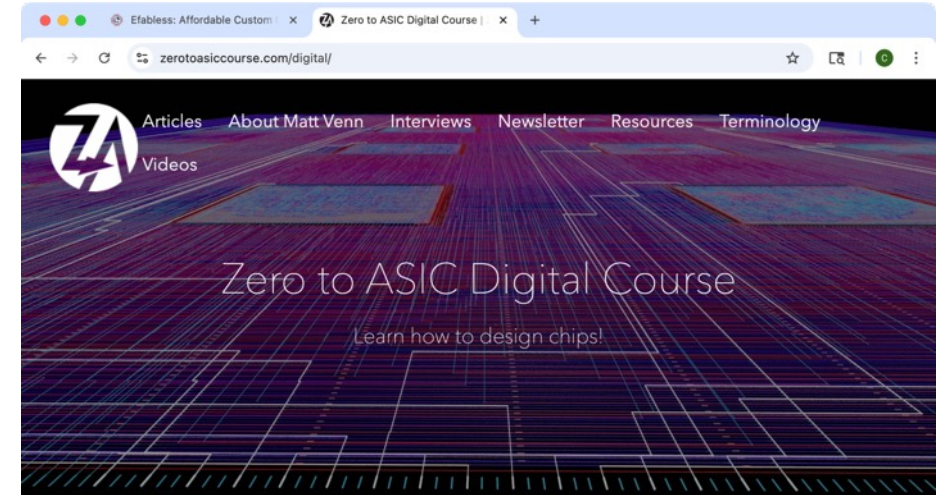 Efabless: Affordable Custom
Zero to ASIC Digital Course |
zerotoasiccourse.com/digital/
C
ZA
Articles About Matt Venn Interviews Newsletter Resources Terminology
Videos
Zero to ASIC Digital Course
Learn how to design chips!